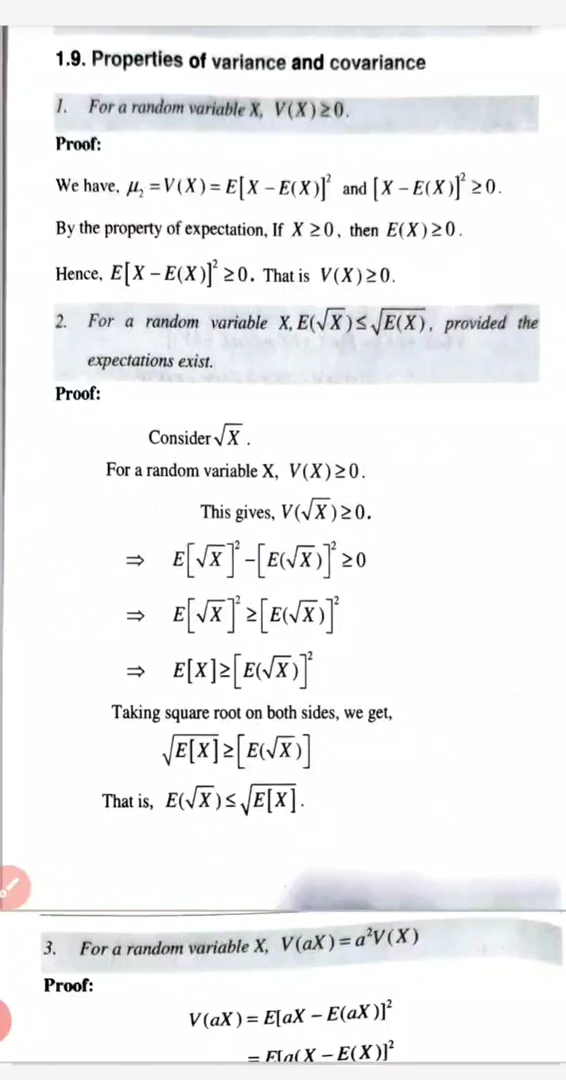 1.9. Properties of variance and covariance
1. For a random variable X, V(X)≥0.
Proof:
We have, μ₂ =V(X)=E[X−E(X)]² and [X−E(X)]² ≥0.
By the property of expectation, If X ≥0, then E(X)≥0.
Hence, E[X−E(X)]² ≥0. That is V(X)≥0.
2. For a random variable X, E(√X)≤√E(X), provided the
expectations exist.
Proof:
Consider √X .
For a random variable X, V(X)≥0.
This gives, V(√X)≥0.
⇒ E[√X]²−[E(√X)]²≥0
⇒ E[√X]²≥[E(√X)]²
⇒ E[X]≥[E(√X)]²
Taking square root on both sides, we get,
√E[X]≥[E(√X)]
That is, E(√X)≤√E[X].
3. For a random variable X, V(aX)=a²V(X)
Proof:
V(aX)= E[aX − E(aX)]²
= E[a(X − E(X)]²